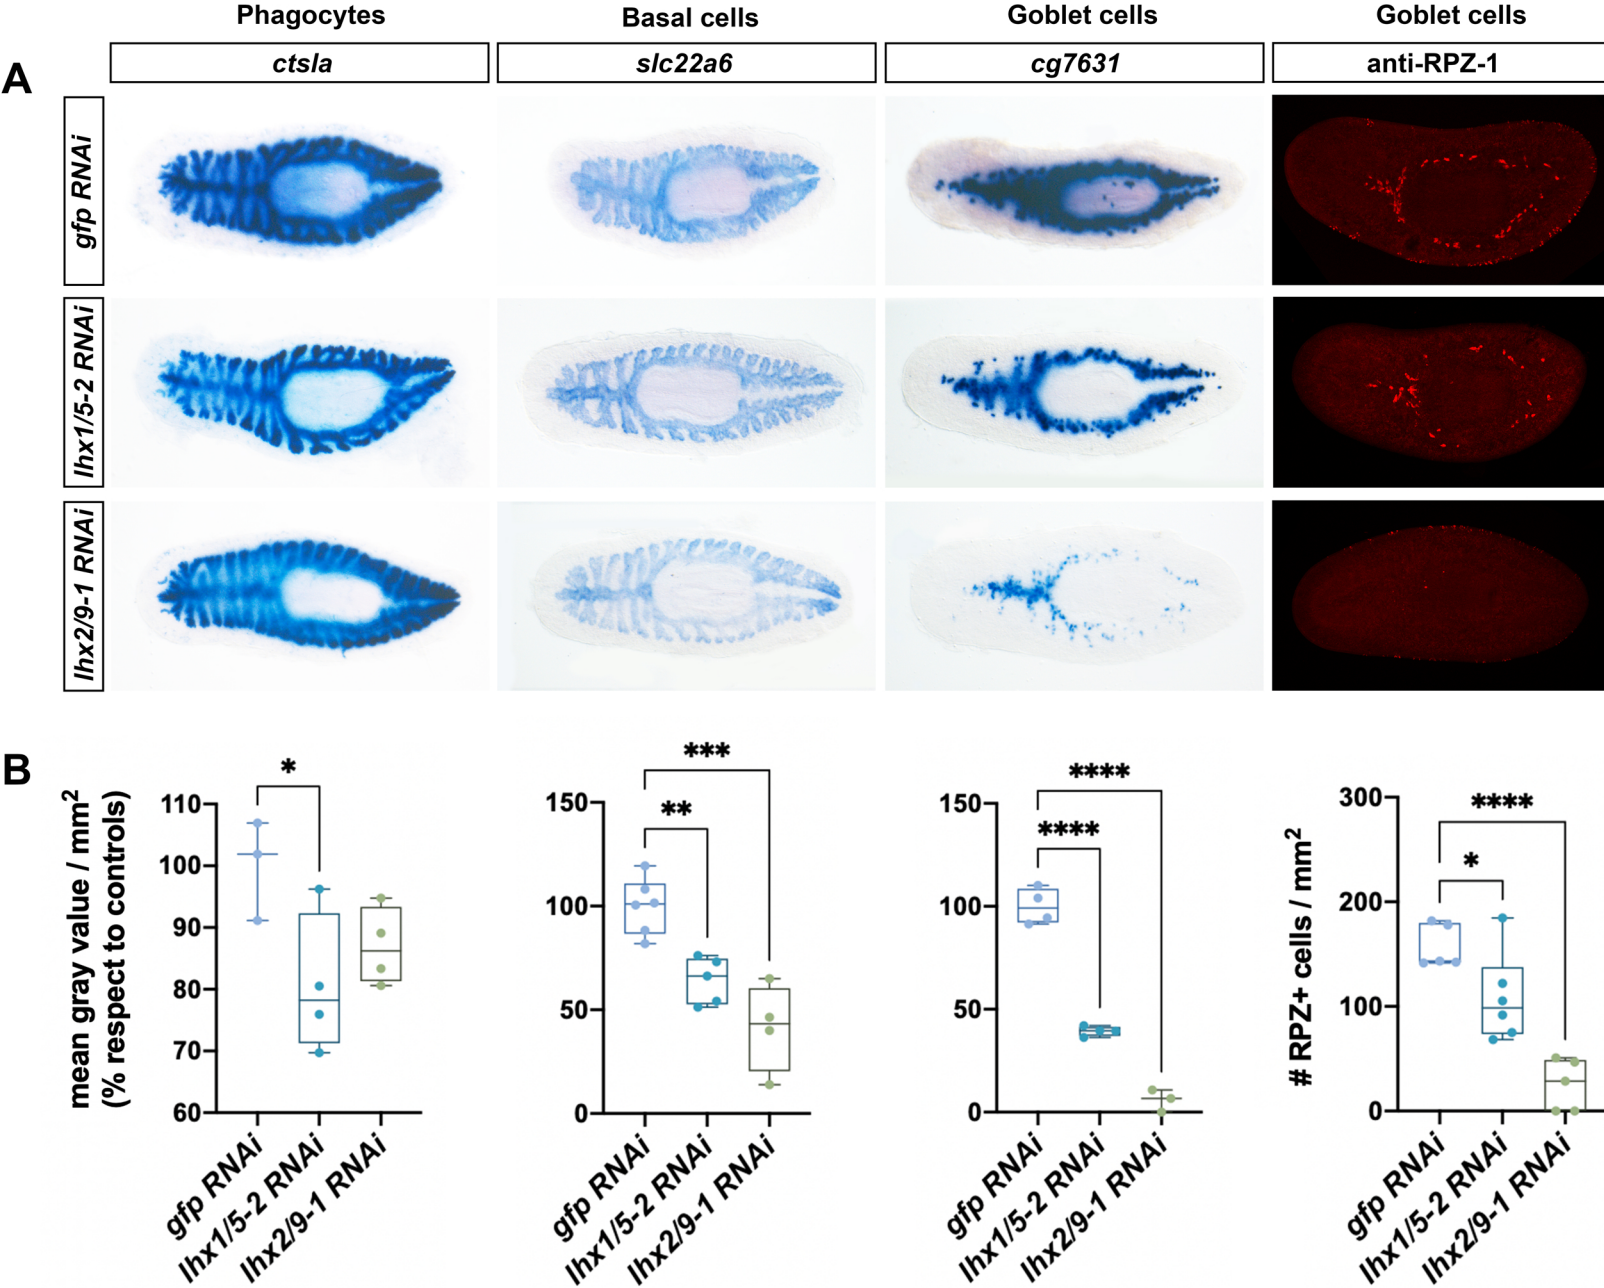 Phagocytes Basal cells Goblet cells Goblet cells
A ctsla slc22a6 cg7631 anti-RPZ-1
gfp RNAi
lhx1/5-2 RNAi
lhx2/9-1 RNAi
B
mean gray value / mm²
(% respect to controls)
*
110
100
90
80
70
60
gfp RNAi
lhx1/5-2 RNAi
lhx2/9-1 RNAi
***
**
150
100
50
0
gfp RNAi
lhx1/5-2 RNAi
lhx2/9-1 RNAi
****
****
150
100
50
0
gfp RNAi
lhx1/5-2 RNAi
lhx2/9-1 RNAi
# RPZ+ cells / mm²
****
*
300
200
100
0
gfp RNAi
lhx1/5-2 RNAi
lhx2/9-1 RNAi